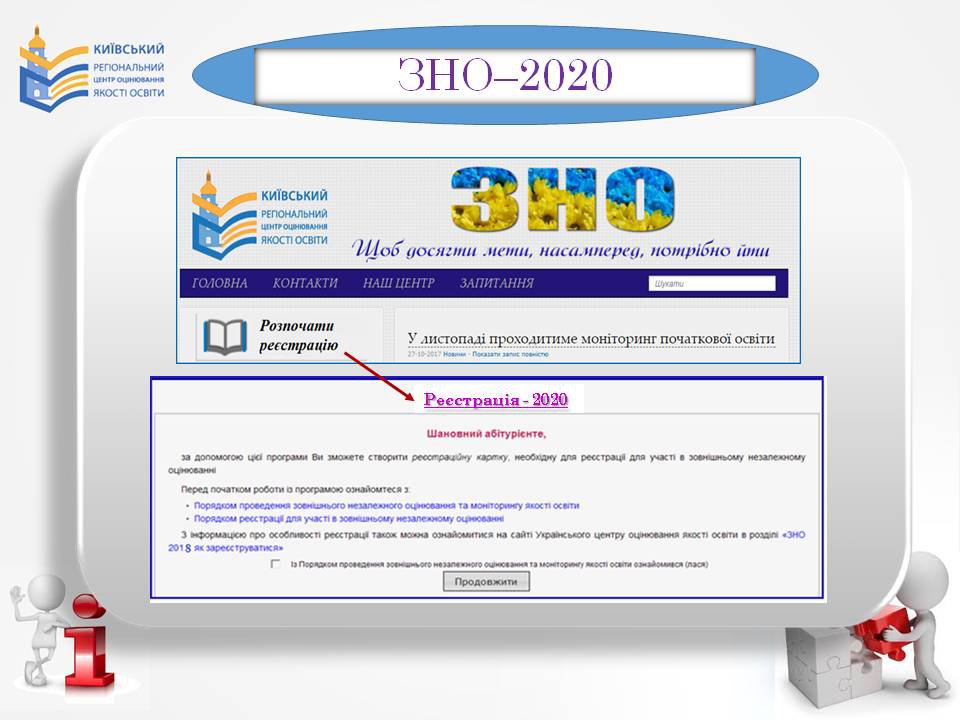 КИЇВСЬКИЙ
РЕГІОНАЛЬНИЙ
ЦЕНТР ОЦІНЮВАННЯ
ЯКОСТІ ОСВІТИ
ЗНО–2020
КИЇВСЬКИЙ
РЕГІОНАЛЬНИЙ
ЦЕНТР ОЦІНЮВАННЯ
ЯКОСТІ ОСВІТИ
ЗНО
Щоб досягти мети, насамперед, потрібно йти
ГОЛОВНА КОНТАКТИ НАШ ЦЕНТР ЗАПИТАННЯ Шукати
Розпочати
реєстрацію
У листопаді проходитиме моніторинг початкової освіти
27-10-2017 Новини - Показати запис повністю
Реєстрація - 2020
Шановний абітурієнте,
за допомогою цієї програми Ви зможете створити реєстраційну картку, необхідну для реєстрації для участі в зовнішньому незалежному
оцінюванні
Перед початком роботи із програмою ознайомтеся з:
• Порядком проведення зовнішнього незалежного оцінювання та моніторингу якості освіти
• Порядком реєстрації для участі в зовнішньому незалежному оцінюванні
З інформацією про особливості реєстрації також можна ознайомитися на сайті Українського центру оцінювання якості освіти в розділі «ЗНО
2018 як зареєструватися»
Із Порядком проведення зовнішнього незалежного оцінювання та моніторингу якості освіти ознайомився (лася)
Продовжити